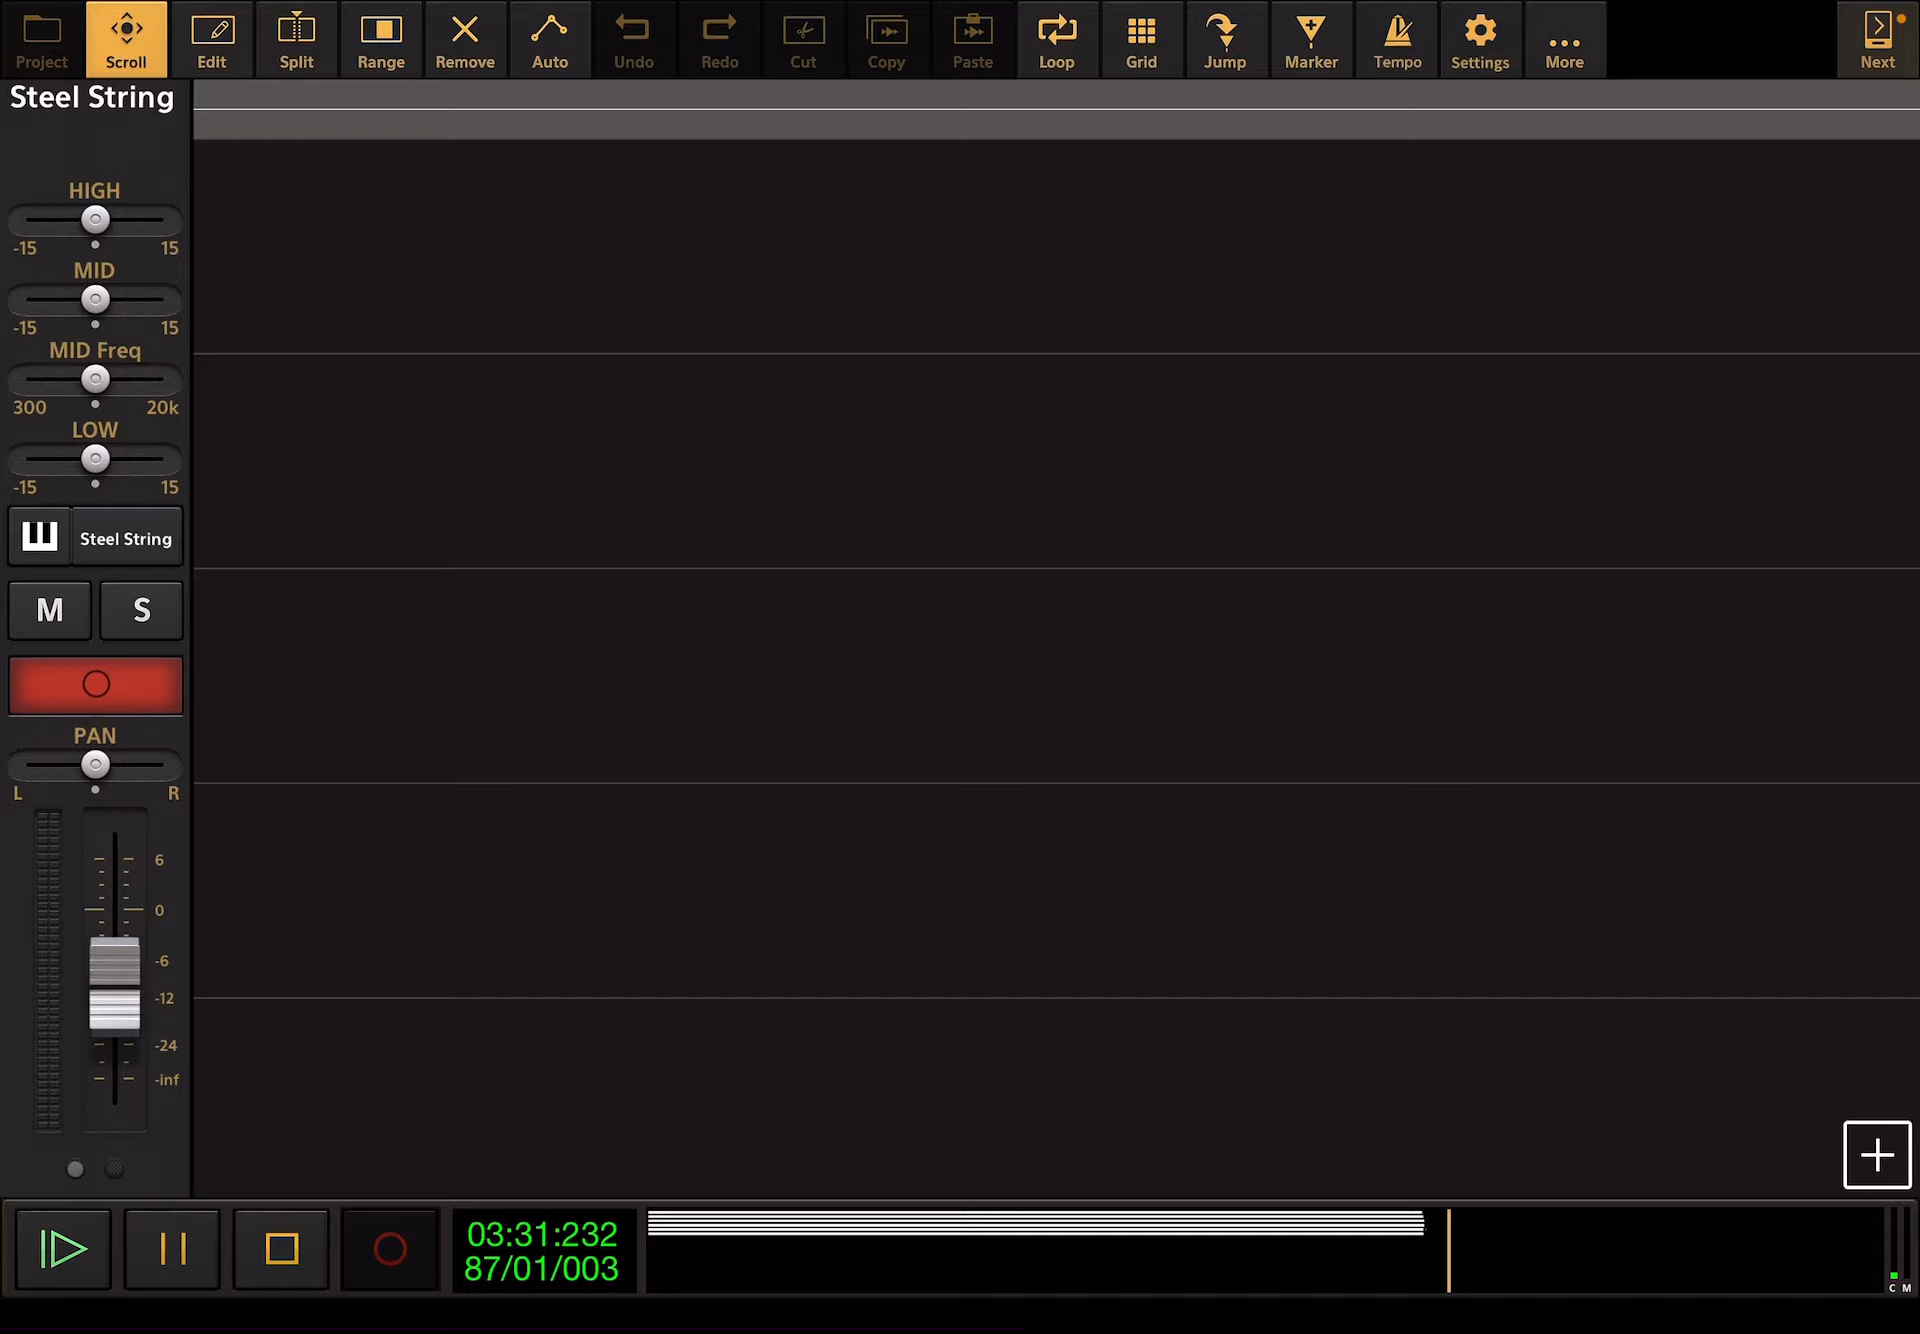 Project Scroll Edit Split Range Remove Auto Undo Redo Cut Copy Paste Loop Grid Jump Marker Tempo Settings More Next
Steel String
HIGH
-15 15
MID
-15 15
MID Freq
300 20k
LOW
-15 15
Steel String
M S
PAN
L R
6
0
-6
-12
-24
-inf
03:31:232
87/01/003
C M